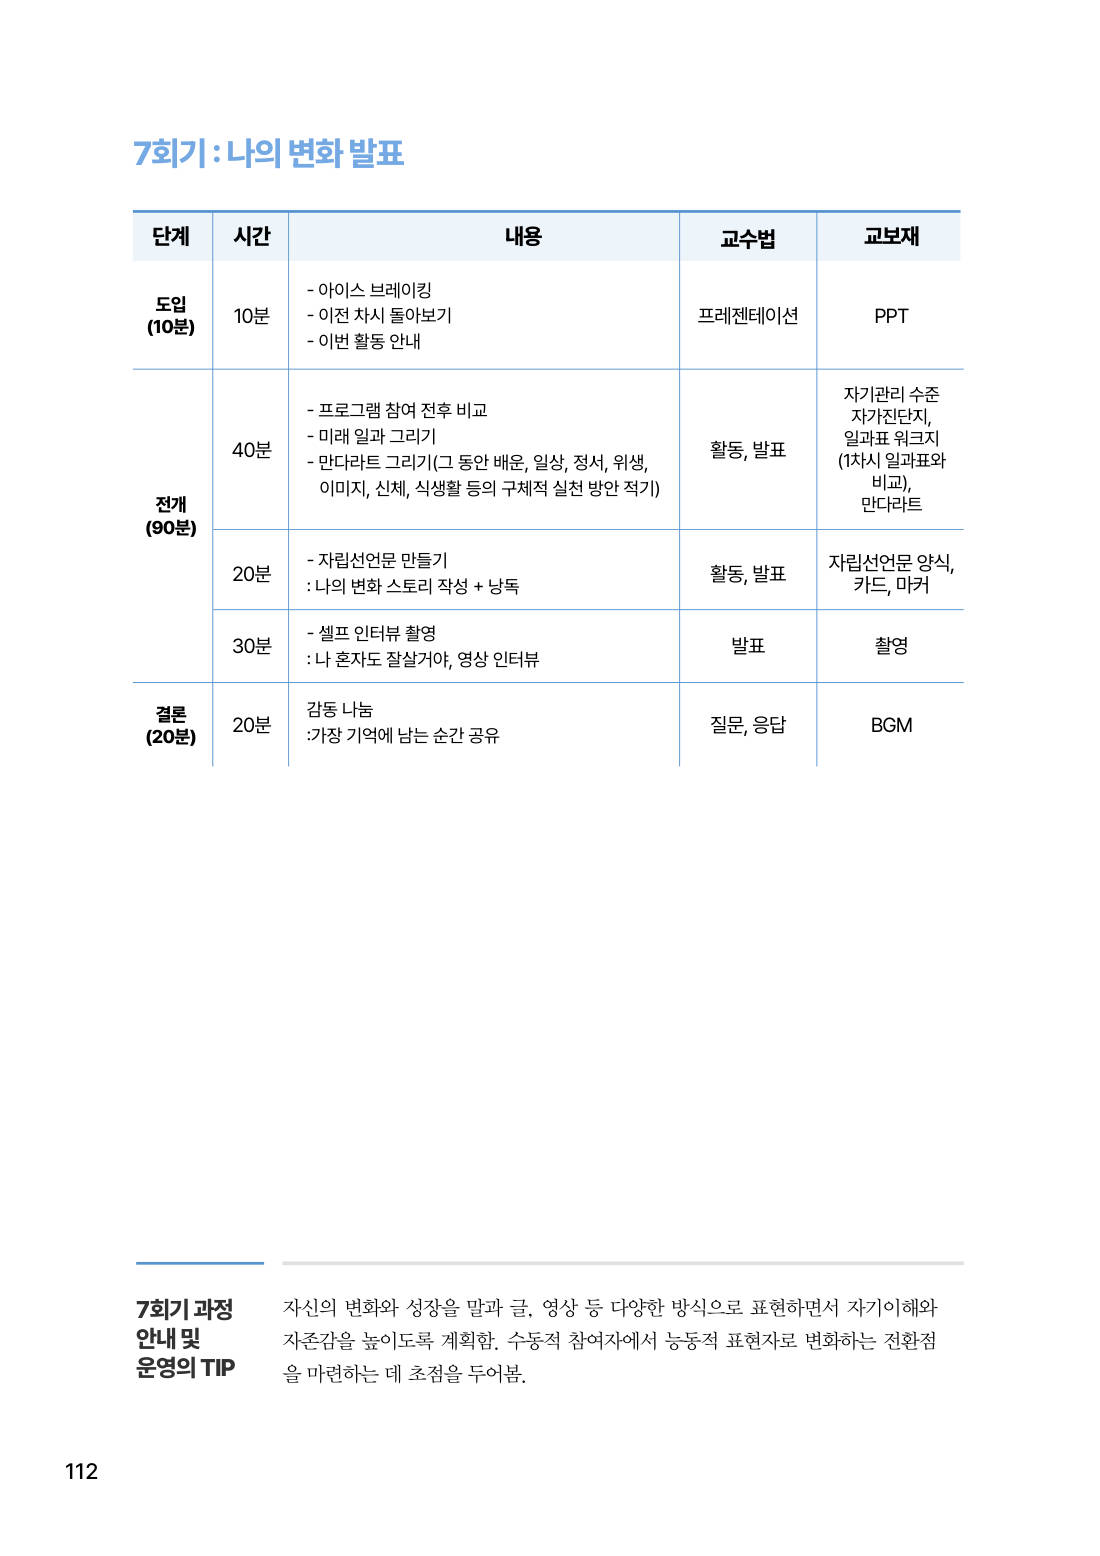 7회기 : 나의 변화 발표
단계 시간 내용 교수법 교보재
도입
(10분)
10분
- 아이스 브레이킹
- 이전 차시 돌아보기
- 이번 활동 안내
프레젠테이션
PPT
전개
(90분)
40분
- 프로그램 참여 전후 비교
- 미래 일과 그리기
- 만다라트 그리기(그 동안 배운, 일상, 정서, 위생,
이미지, 신체, 식생활 등의 구체적 실천 방안 적기)
활동, 발표
자기관리 수준
자가진단지,
일과표 워크지
(1차시 일과표와
비교),
만다라트
20분
- 자립선언문 만들기
: 나의 변화 스토리 작성 + 낭독
활동, 발표
자립선언문 양식,
카드, 마커
30분
- 셀프 인터뷰 촬영
: 나 혼자도 잘살거야, 영상 인터뷰
발표
촬영
결론
(20분)
20분
감동 나눔
:가장 기억에 남는 순간 공유
질문, 응답
BGM
7회기 과정
안내 및
운영의 TIP
자신의 변화와 성장을 말과 글, 영상 등 다양한 방식으로 표현하면서 자기이해와
자존감을 높이도록 계획함. 수동적 참여자에서 능동적 표현자로 변화하는 전환점
을 마련하는 데 초점을 두어봄.
112